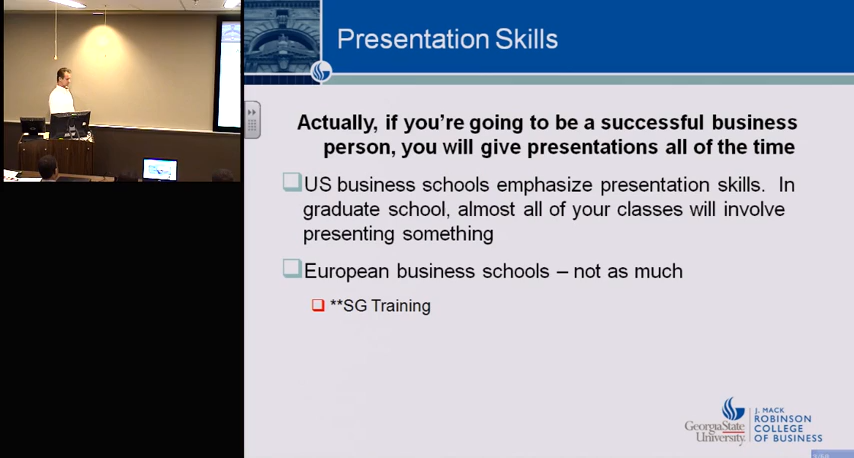 Presentation Skills
Actually, if you're going to be a successful business
person, you will give presentations all of the time
US business schools emphasize presentation skills. In
graduate school, almost all of your classes will involve
presenting something
European business schools – not as much
**SG Training
GeorgiaState
University
J. MACK
ROBINSON
COLLEGE
OF BUSINESS